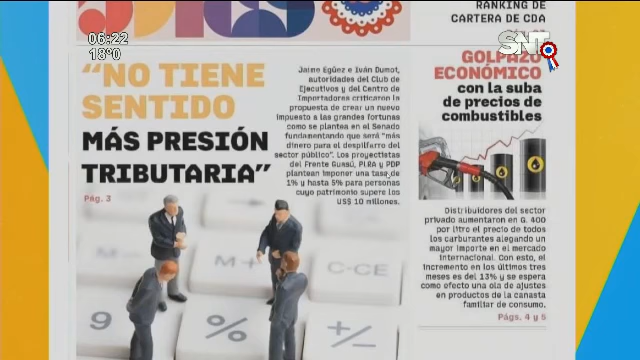 06:22
18°0
RANKING DE
CARTERA DE CDA
SNT
“NO TIENE
SENTIDO
MÁS PRESIÓN
TRIBUTARIA”
Pág. 3
Jaime Egüez e Iván Dumot,
autoridades del Club de
Ejecutivos y del Centro de
Importadores criticaron la
propuesta de crear un nuevo
impuesto a las grandes fortunas
como se plantea en el Senado
fundamentando que será “más
dinero para el despilfarro del
sector público”. Los proyectistas
del Frente Guasú, PLRA y PDP
plantean imponer una tasa de
1% y hasta 5% para personas
cuyo patrimonio supere los
US$ 10 millones.
GOLPAZO
ECONÓMICO
con la suba
de precios de
combustibles
Distribuidores del sector
privado aumentaron en G. 400
por litro el precio de todos
los carburantes alegando un
mayor importe en el mercado
internacional. Con esto, el
incremento en los últimos tres
meses es del 13% y se espera
como efecto una ola de ajustes
en productos de la canasta
familiar de consumo.
Págs. 4 y 5
M+
C·CE
9
%
+/-